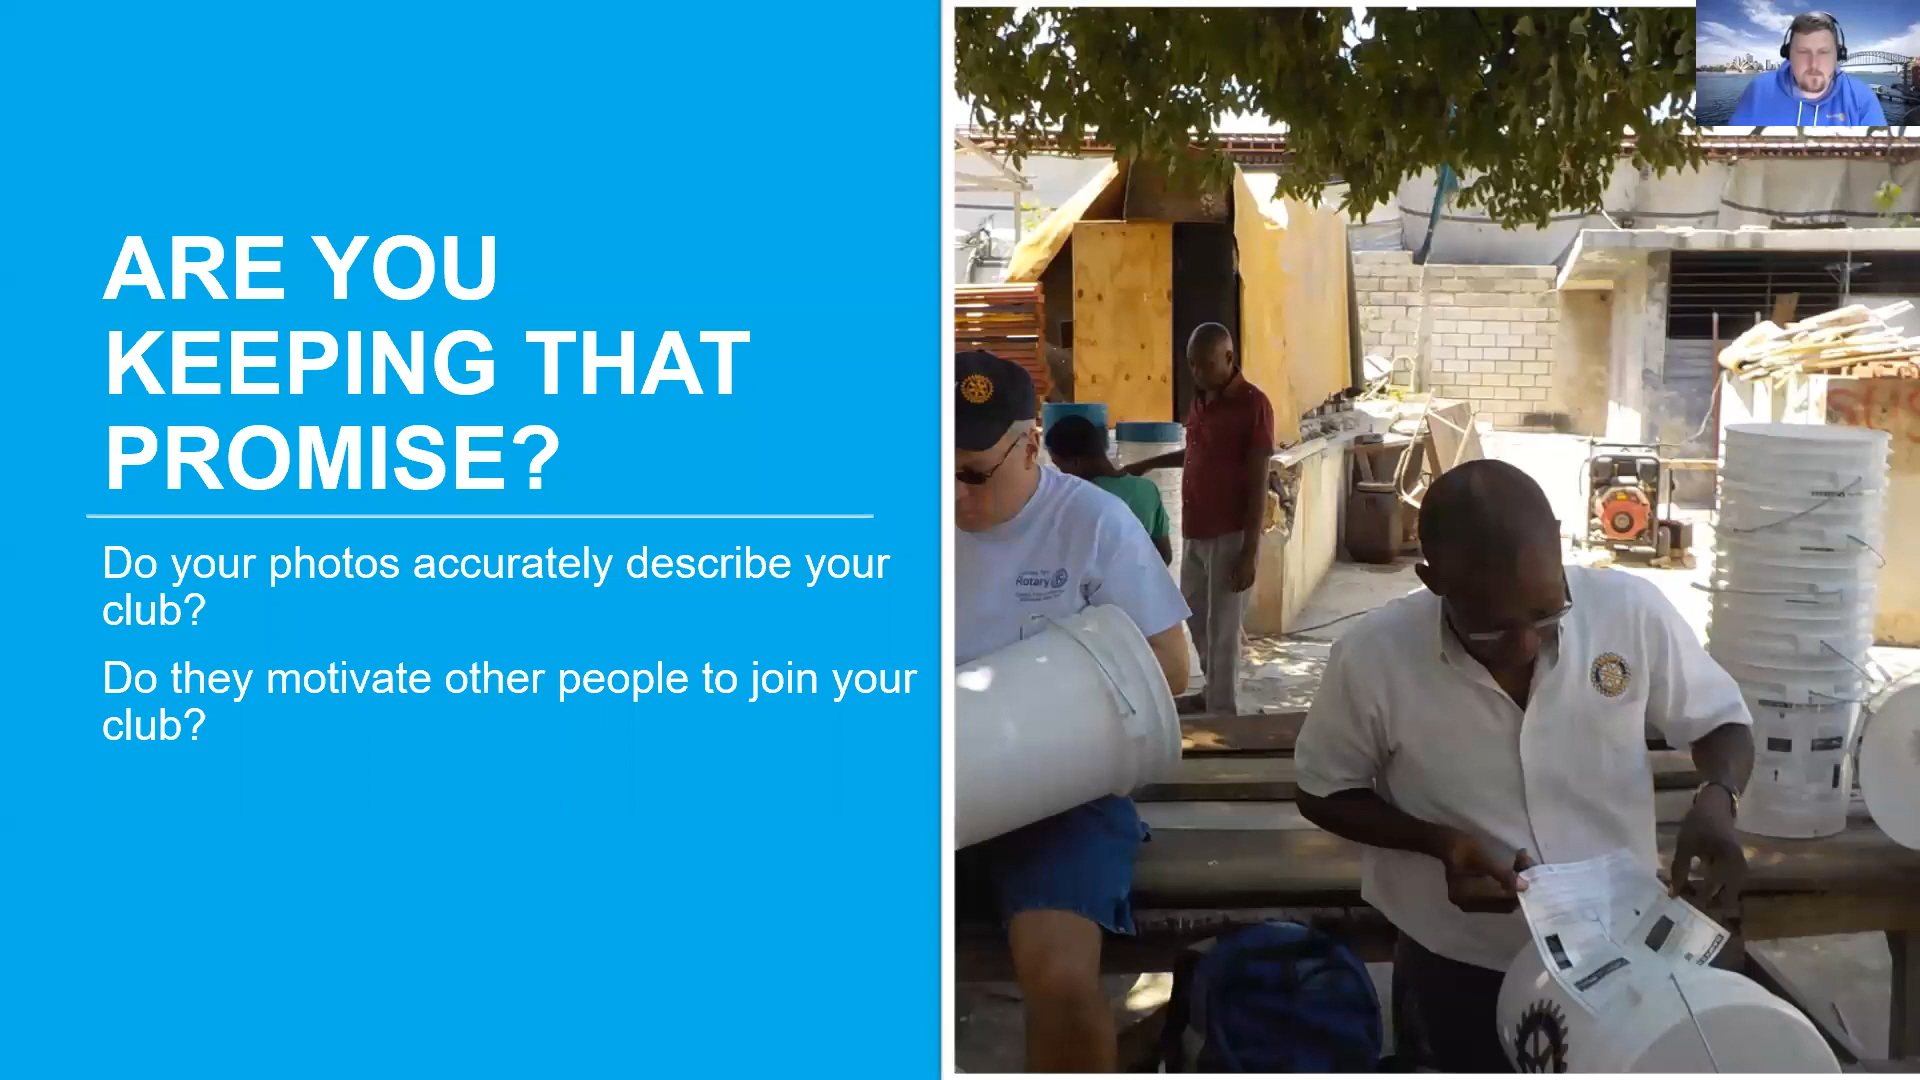 ARE YOU
KEEPING THAT
PROMISE?
Do your photos accurately describe your
club?
Do they motivate other people to join your
club?
Rotary